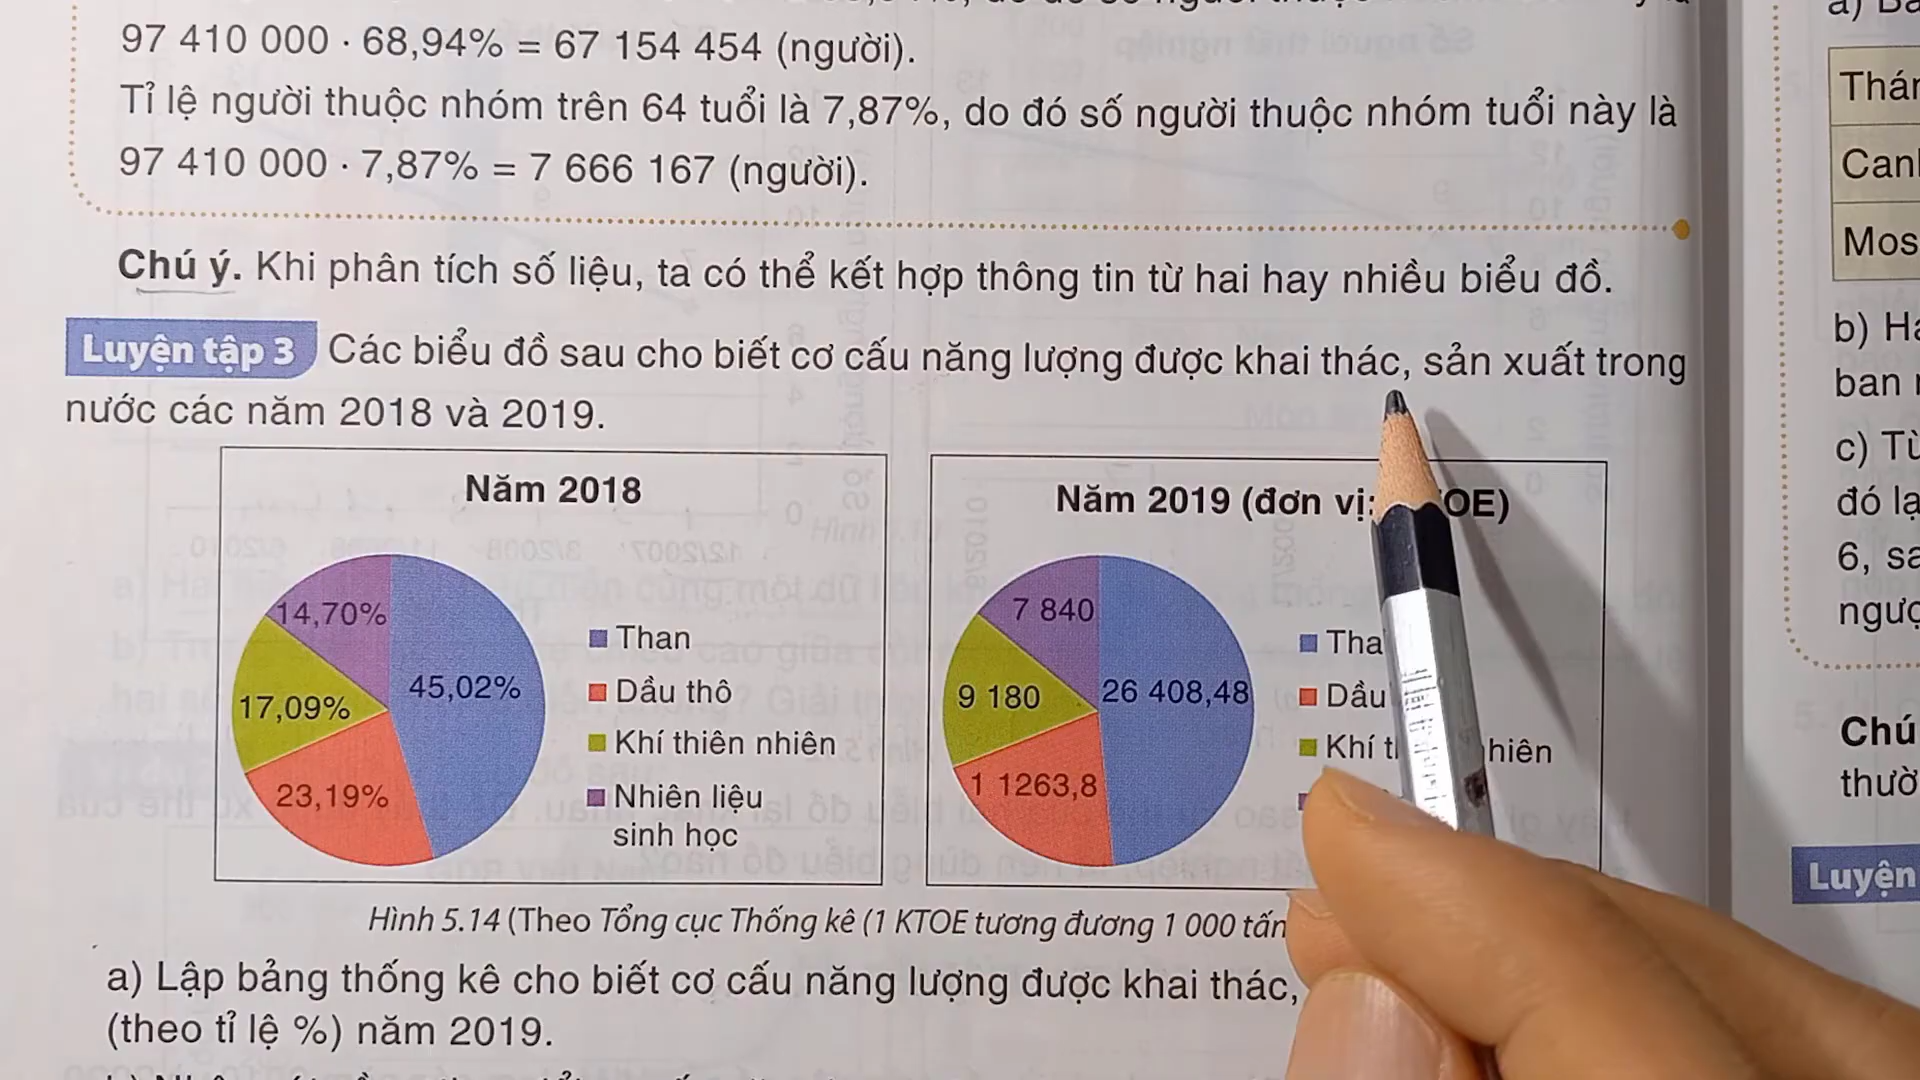 97 410 000 · 68,94% = 67 154 454 (người).
Tỉ lệ người thuộc nhóm trên 64 tuổi là 7,87%, do đó số người thuộc nhóm tuổi này là
97 410 000 · 7,87% = 7 666 167 (người).
Chú ý. Khi phân tích số liệu, ta có thể kết hợp thông tin từ hai hay nhiều biểu đồ.
Luyện tập 3 Các biểu đồ sau cho biết cơ cấu năng lượng được khai thác, sản xuất trong
nước các năm 2018 và 2019.
Năm 2018
14,70%
45,02%
17,09%
23,19%
Than
Dầu thô
Khí thiên nhiên
Nhiên liệu
sinh học
Năm 2019 (đơn vị: OE)
7 840
26 408,48
9 180
1 1263,8
Tha
Dầu
Khí t hiên
Hình 5.14 (Theo Tổng cục Thống kê (1 KTOE tương đương 1 000 tấn
a) Lập bảng thống kê cho biết cơ cấu năng lượng được khai thác,
(theo tỉ lệ %) năm 2019.
Thán
Canh
Mos
b) Hã
ban
c) Từ
đó lạ
6, sa
ngượ
Chú
thườ
Luyện